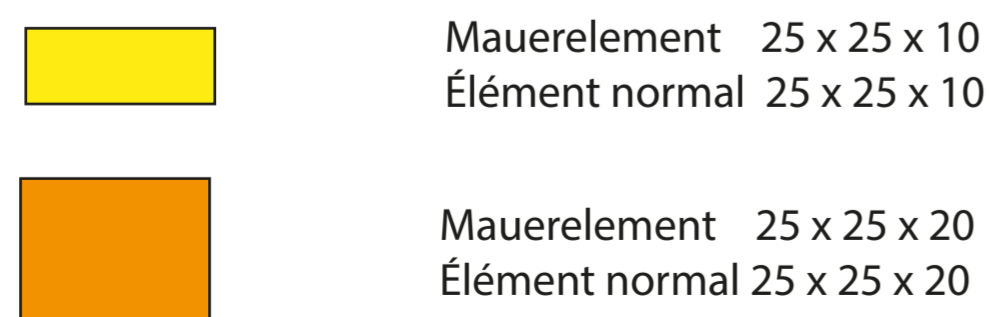 Mauerelement 25 x 25 x 10
Élément normal 25 x 25 x 10
Mauerelement 25 x 25 x 20
Élément normal 25 x 25 x 20